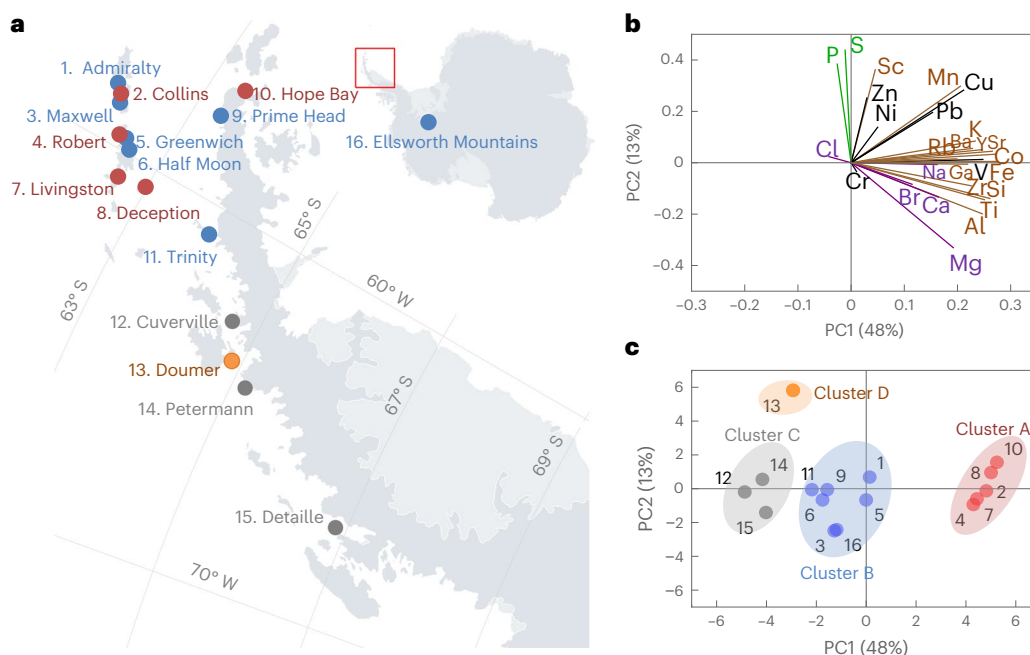 a
1. Admiralty
2. Collins
3. Maxwell
4. Robert
5. Greenwich
6. Half Moon
7. Livingston
8. Deception
10. Hope Bay
9. Prime Head
16. Ellsworth Mountains
11. Trinity
65° S
63° S
60° W
12. Cuverville
13. Doumer
14. Petermann
67° S
69° S
15. Detaille
70° W
b
PC2 (13%)
0.4
0.2
0
−0.2
−0.4
P
S
Sc
Zn
Ni
Mn
Cu
Pb
K
Rb
Ba
Y
Sr
Co
Cl
Cr
Na
Ga
V
Fe
Br
Ca
Zr
Si
Ti
Al
Mg
−0.3
−0.2
−0.1
0
0.1
0.2
0.3
PC1 (48%)
c
PC2 (13%)
6
4
2
0
−2
−4
−6
13
Cluster D
Cluster C
12
14
15
11
9
1
6
5
3
16
Cluster B
Cluster A
10
8
2
4
7
−6
−4
−2
0
2
4
6
PC1 (48%)